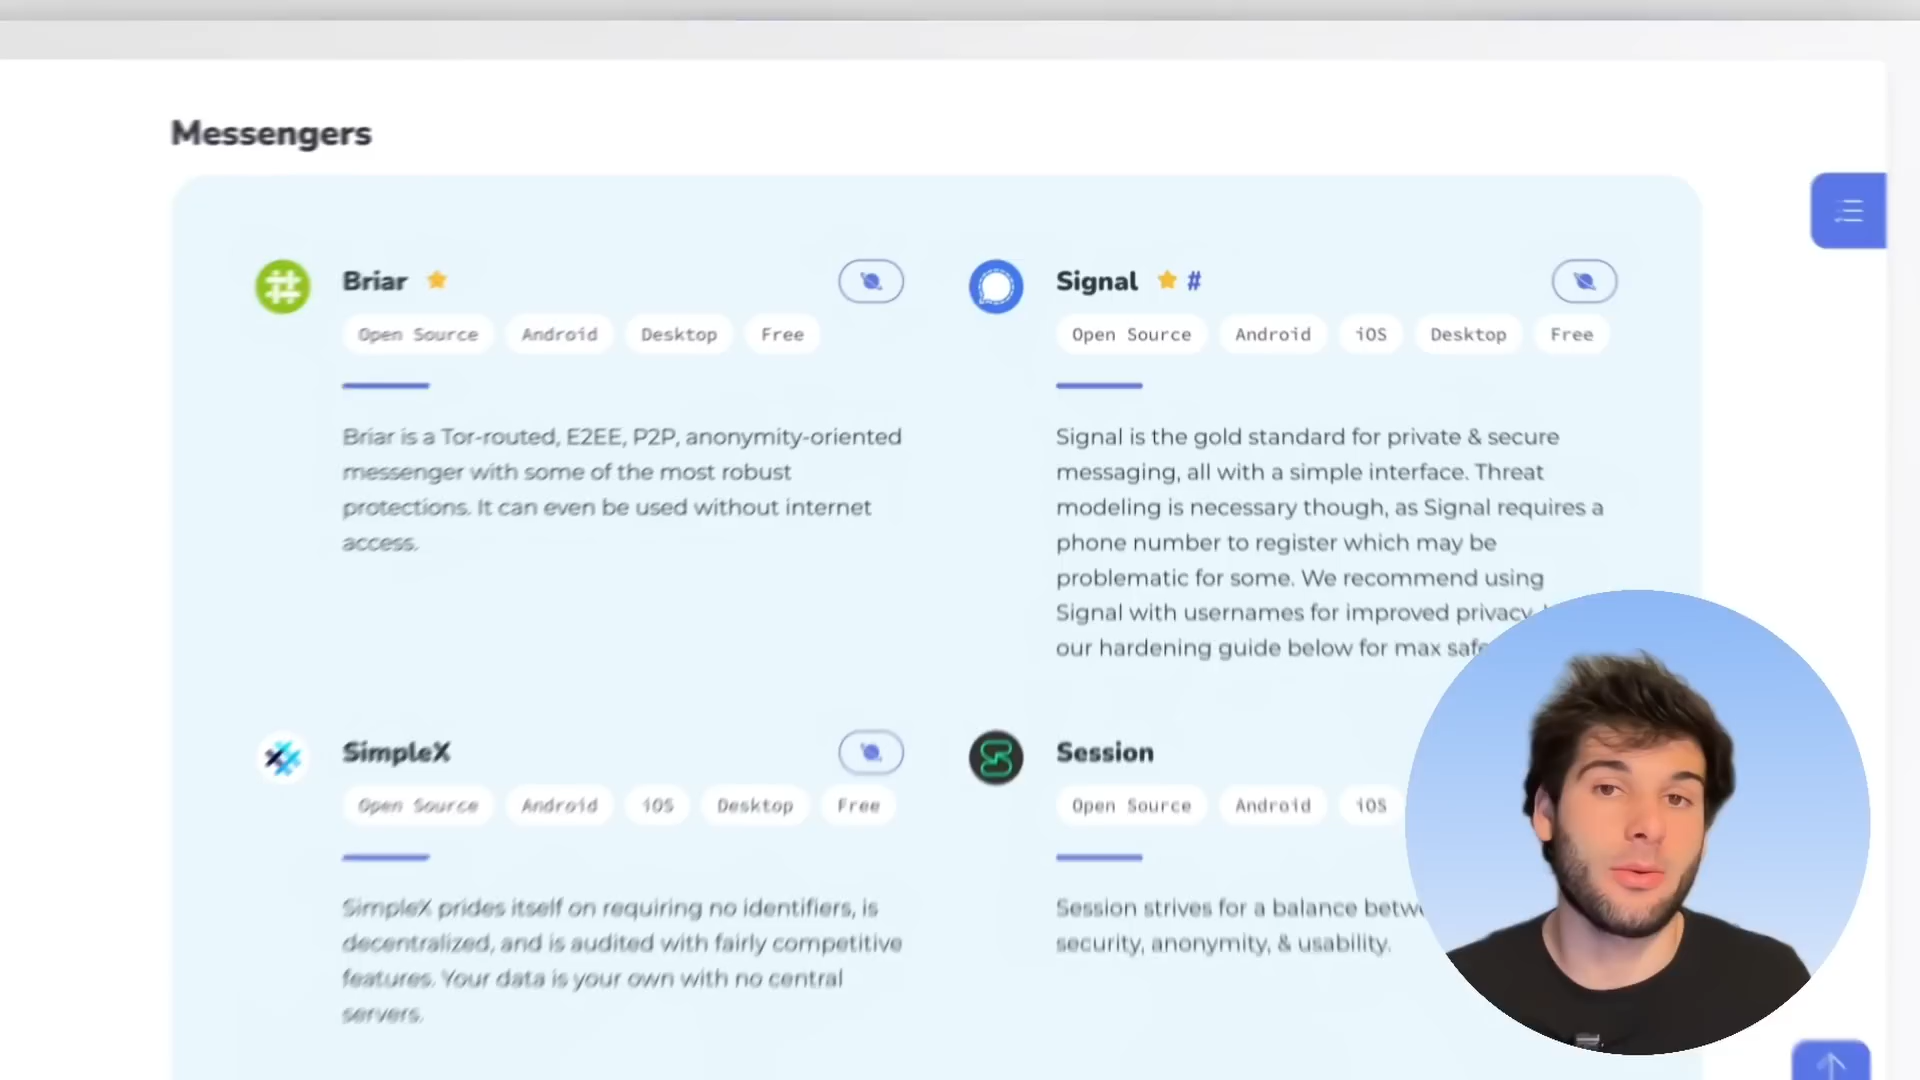 Messengers
Briar
Open Source Android Desktop Free
Briar is a Tor-routed, E2EE, P2P, anonymity-oriented
messenger with some of the most robust
protections. It can even be used without internet
access.
Signal #
Open Source Android iOS Desktop Free
Signal is the gold standard for private & secure
messaging, all with a simple interface. Threat
modeling is necessary though, as Signal requires a
phone number to register which may be
problematic for some. We recommend using
Signal with usernames for improved privacy.
our hardening guide below for max
SimpleX
Open Source Android iOS Desktop Free
SimpleX prides itself on requiring no identifiers, is
decentralized, and is audited with fairly competitive
features. Your data is your own with no central
servers.
Session
Open Source Android iOS
Session strives for a balance
security, anonymity, & usability.